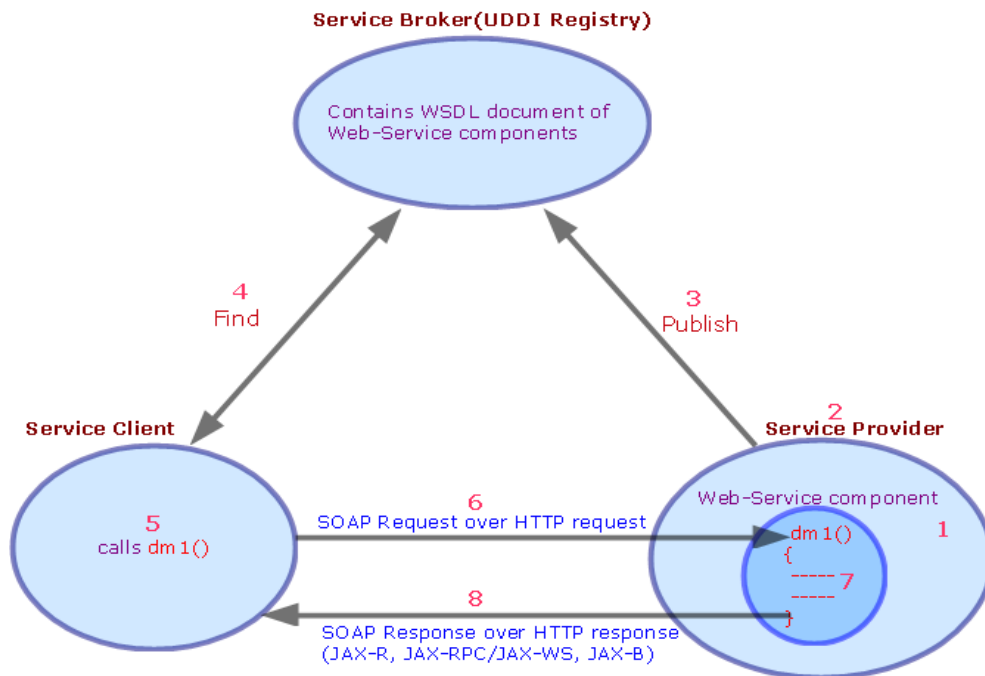 Service Broker(UDDI Registry)
Contains WSDL document of
Web-Service components
4
Find
3
Publish
Service Client
2
Service Provider
5
calls dm1()
6
SOAP Request over HTTP request
Web-Service component
1
dm1()
{
-----
7
-----
}
8
SOAP Response over HTTP response
(JAX-R, JAX-RPC/JAX-WS, JAX-B)